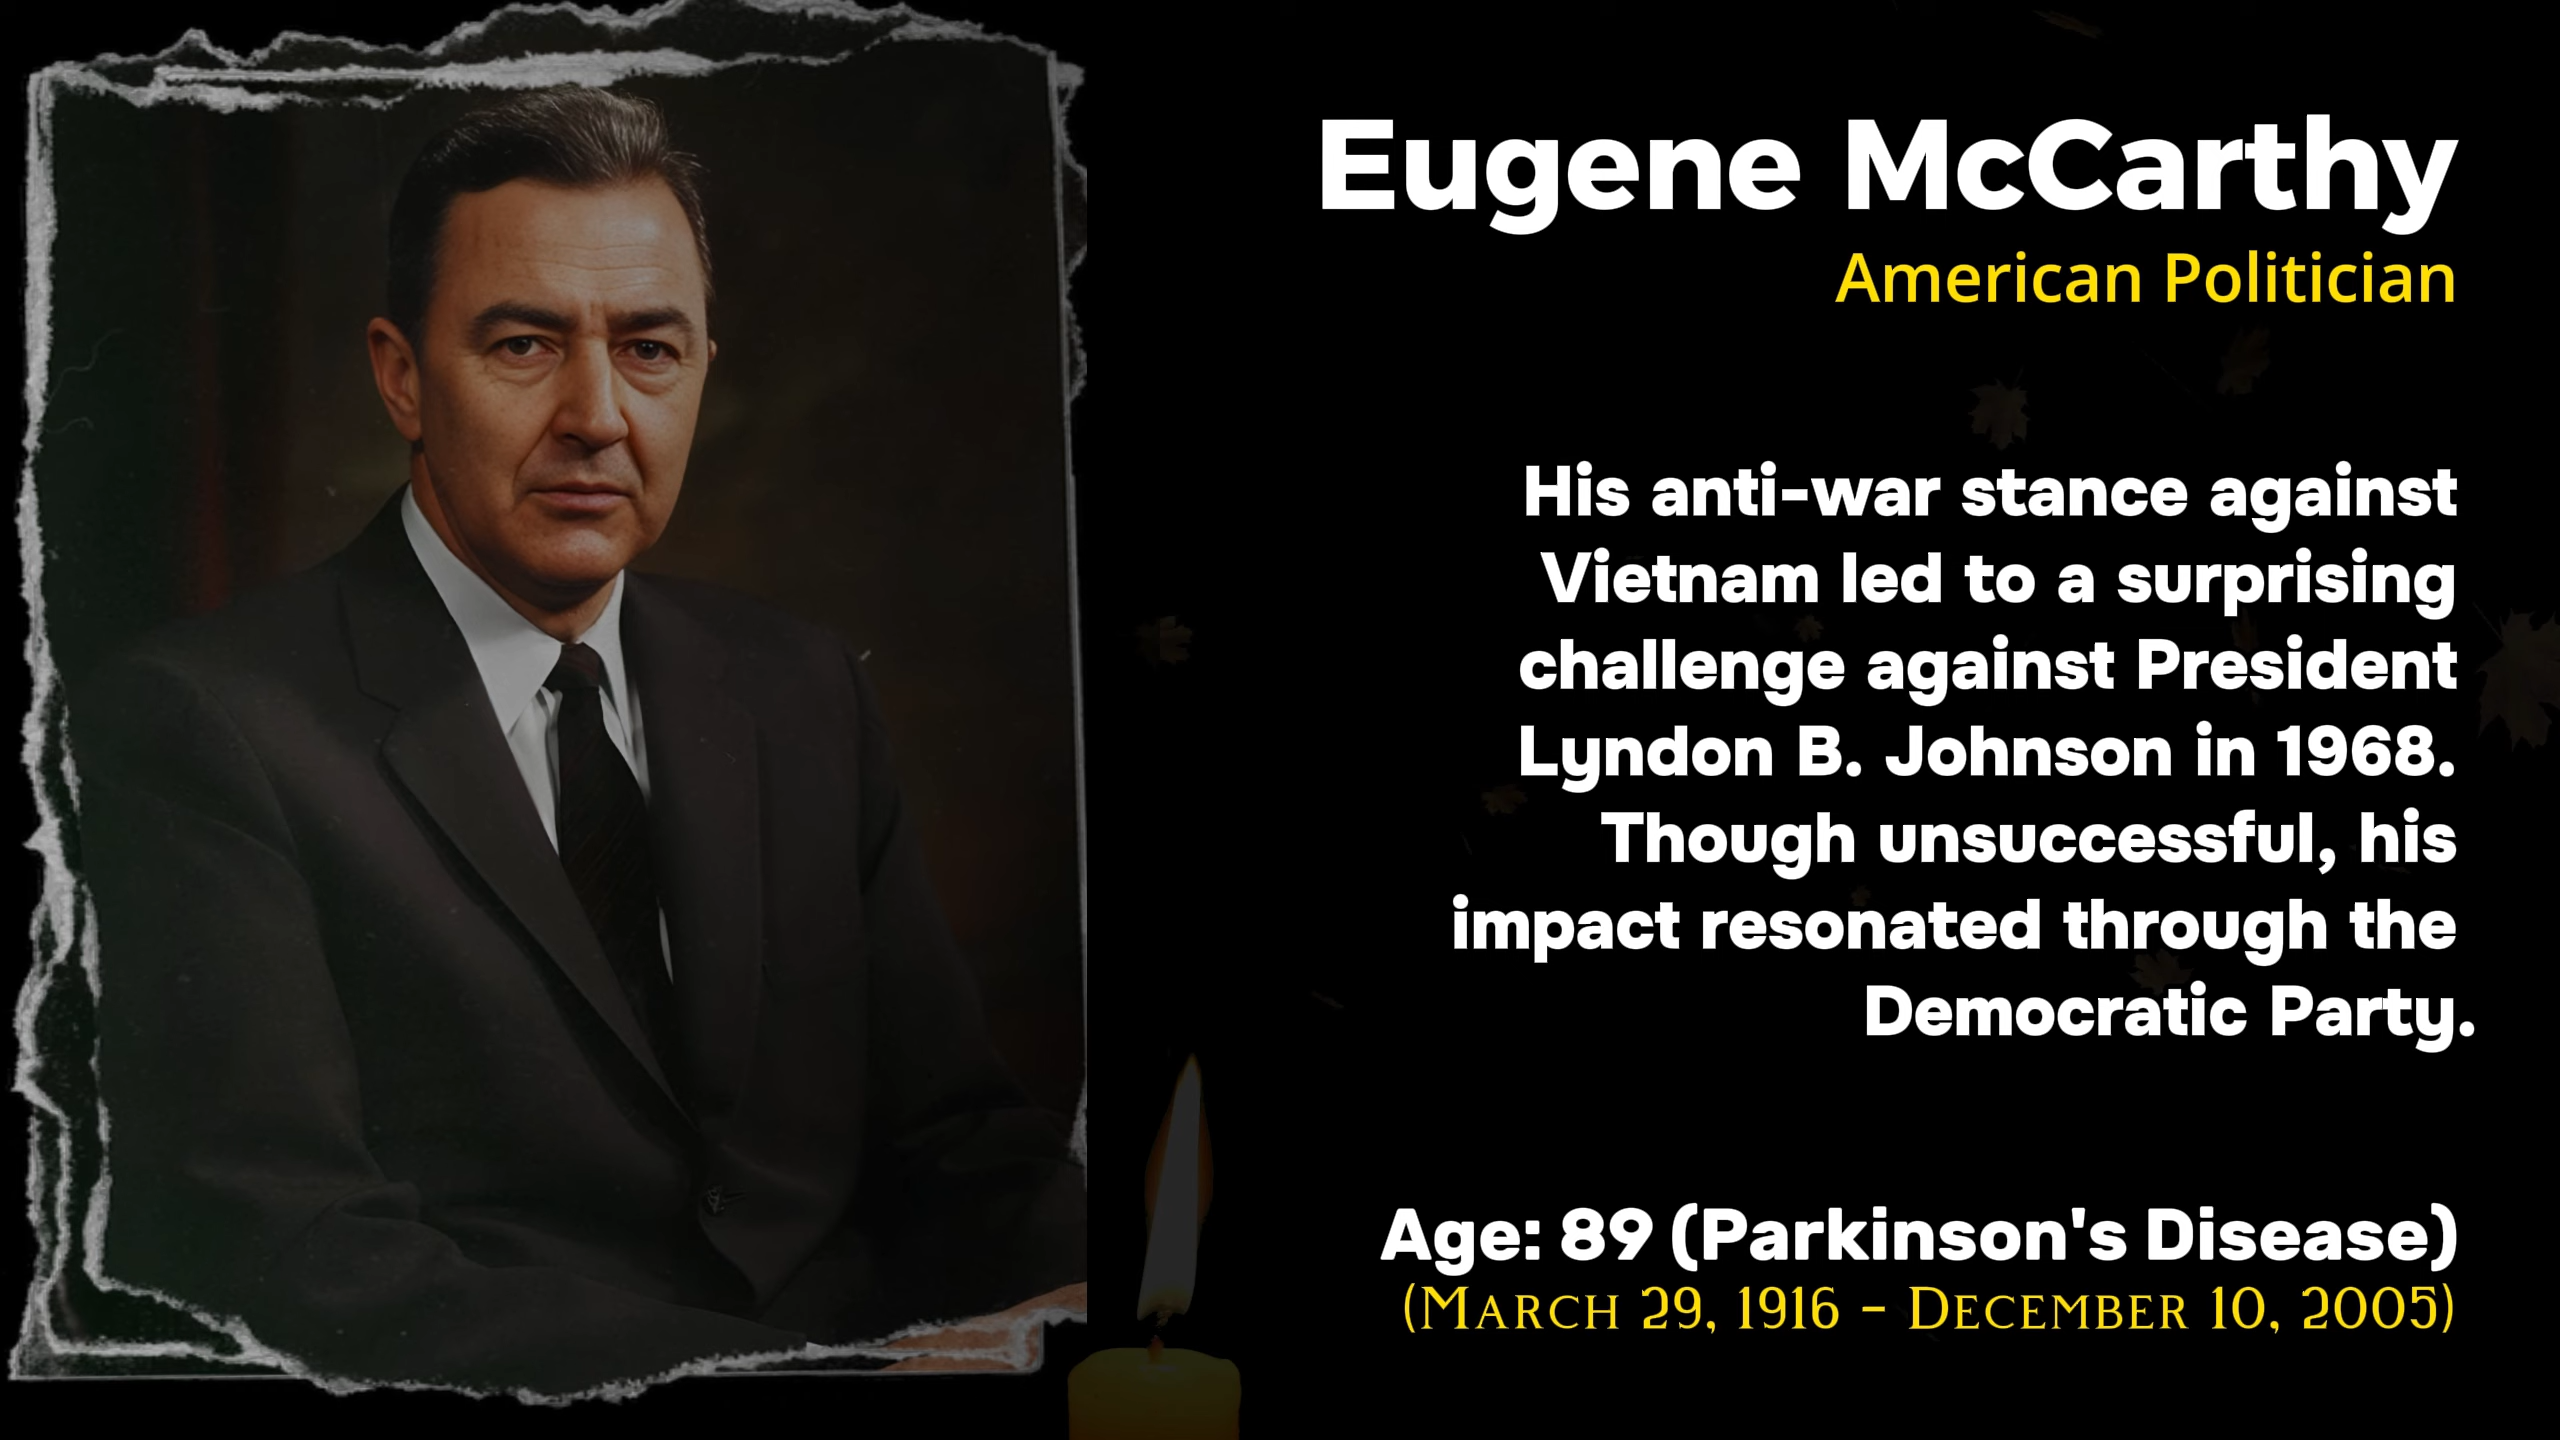 Eugene McCarthy
American Politician
His anti-war stance against
Vietnam led to a surprising
challenge against President
Lyndon B. Johnson in 1968.
Though unsuccessful, his
impact resonated through the
Democratic Party.
Age: 89 (Parkinson's Disease)
(March 29, 1916 – December 10, 2005)